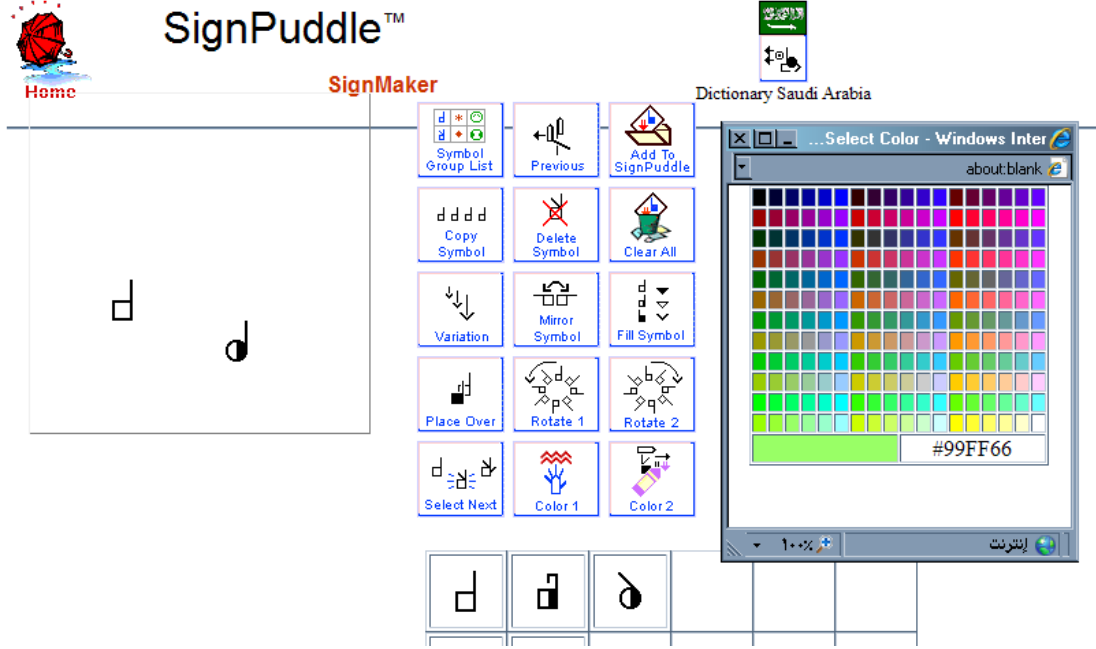 SignPuddle™
SignMaker
Home
Dictionary Saudi Arabia
Symbol
Group List
Previous
Add To
SignPuddle
Copy
Symbol
Delete
Symbol
Clear All
Variation
Mirror
Symbol
Fill Symbol
Place Over
Rotate 1
Rotate 2
Select Next
Color 1
Color 2
...Select Color - Windows Inter
about:blank
#99FF66
١٠٠٪
إنترنت